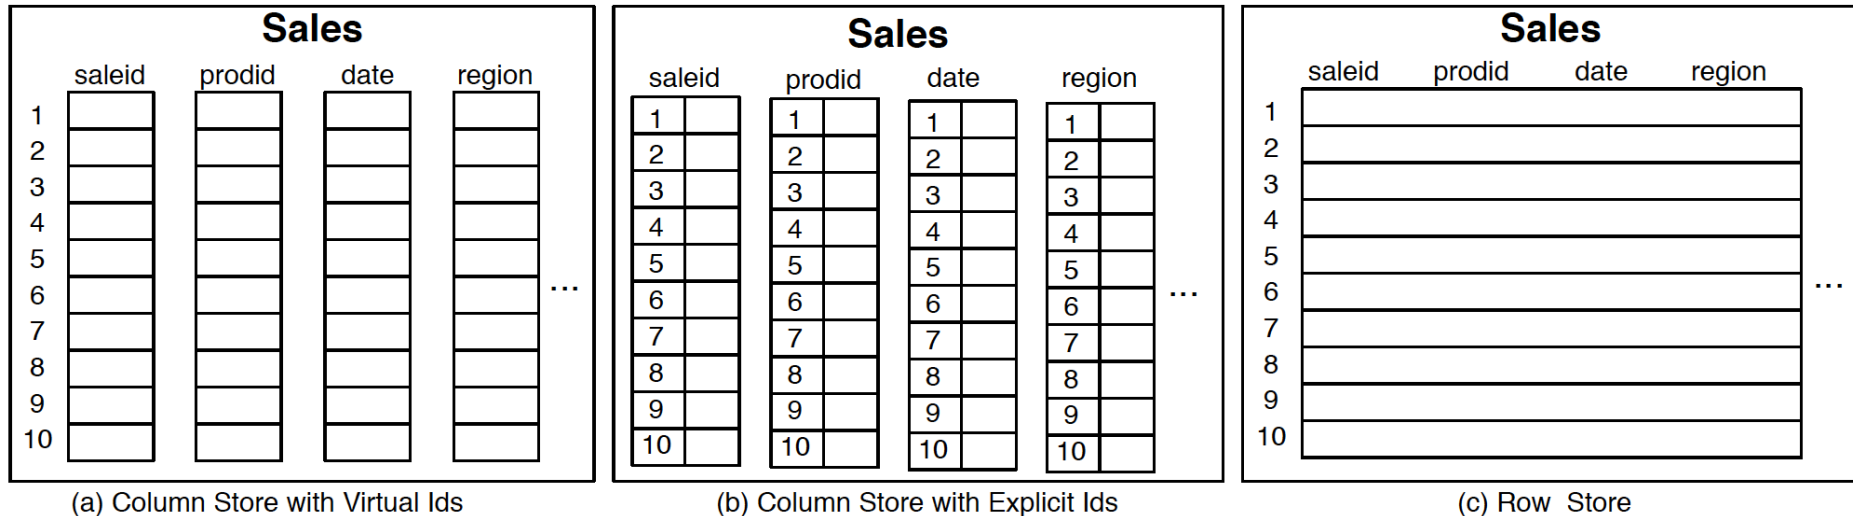 Sales
saleid prodid date region
1
2
3
4
5
6
7
8
9
10
...
(a) Column Store with Virtual Ids
Sales
saleid prodid date region
1 1 1 1
2 2 2 2
3 3 3 3
4 4 4 4
5 5 5 5
6 6 6 6
7 7 7 7
8 8 8 8
9 9 9 9
10 10 10 10
...
(b) Column Store with Explicit Ids
Sales
saleid prodid date region
1
2
3
4
5
6
7
8
9
10
...
(c) Row Store